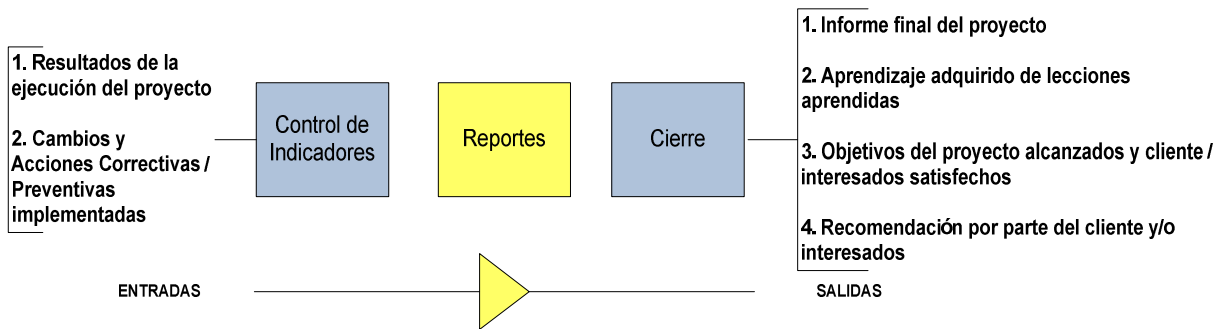 1. Resultados de la
ejecución del proyecto
2. Cambios y
Acciones Correctivas /
Preventivas
implementadas
Control de
Indicadores
Reportes
Cierre
1. Informe final del proyecto
2. Aprendizaje adquirido de lecciones
aprendidas
3. Objetivos del proyecto alcanzados y cliente /
interesados satisfechos
4. Recomendación por parte del cliente y/o
interesados
ENTRADAS
SALIDAS